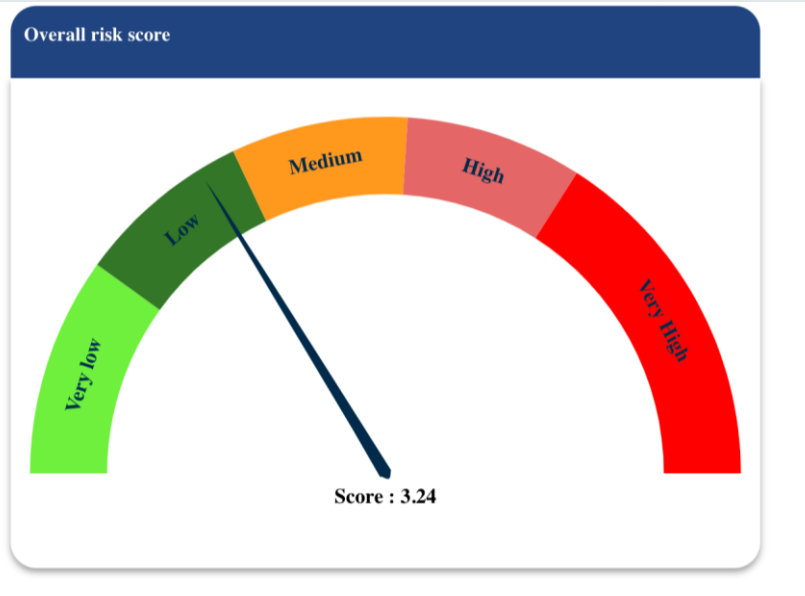 Overall risk score
Very low
Low
Medium
High
Very High
Score : 3.24